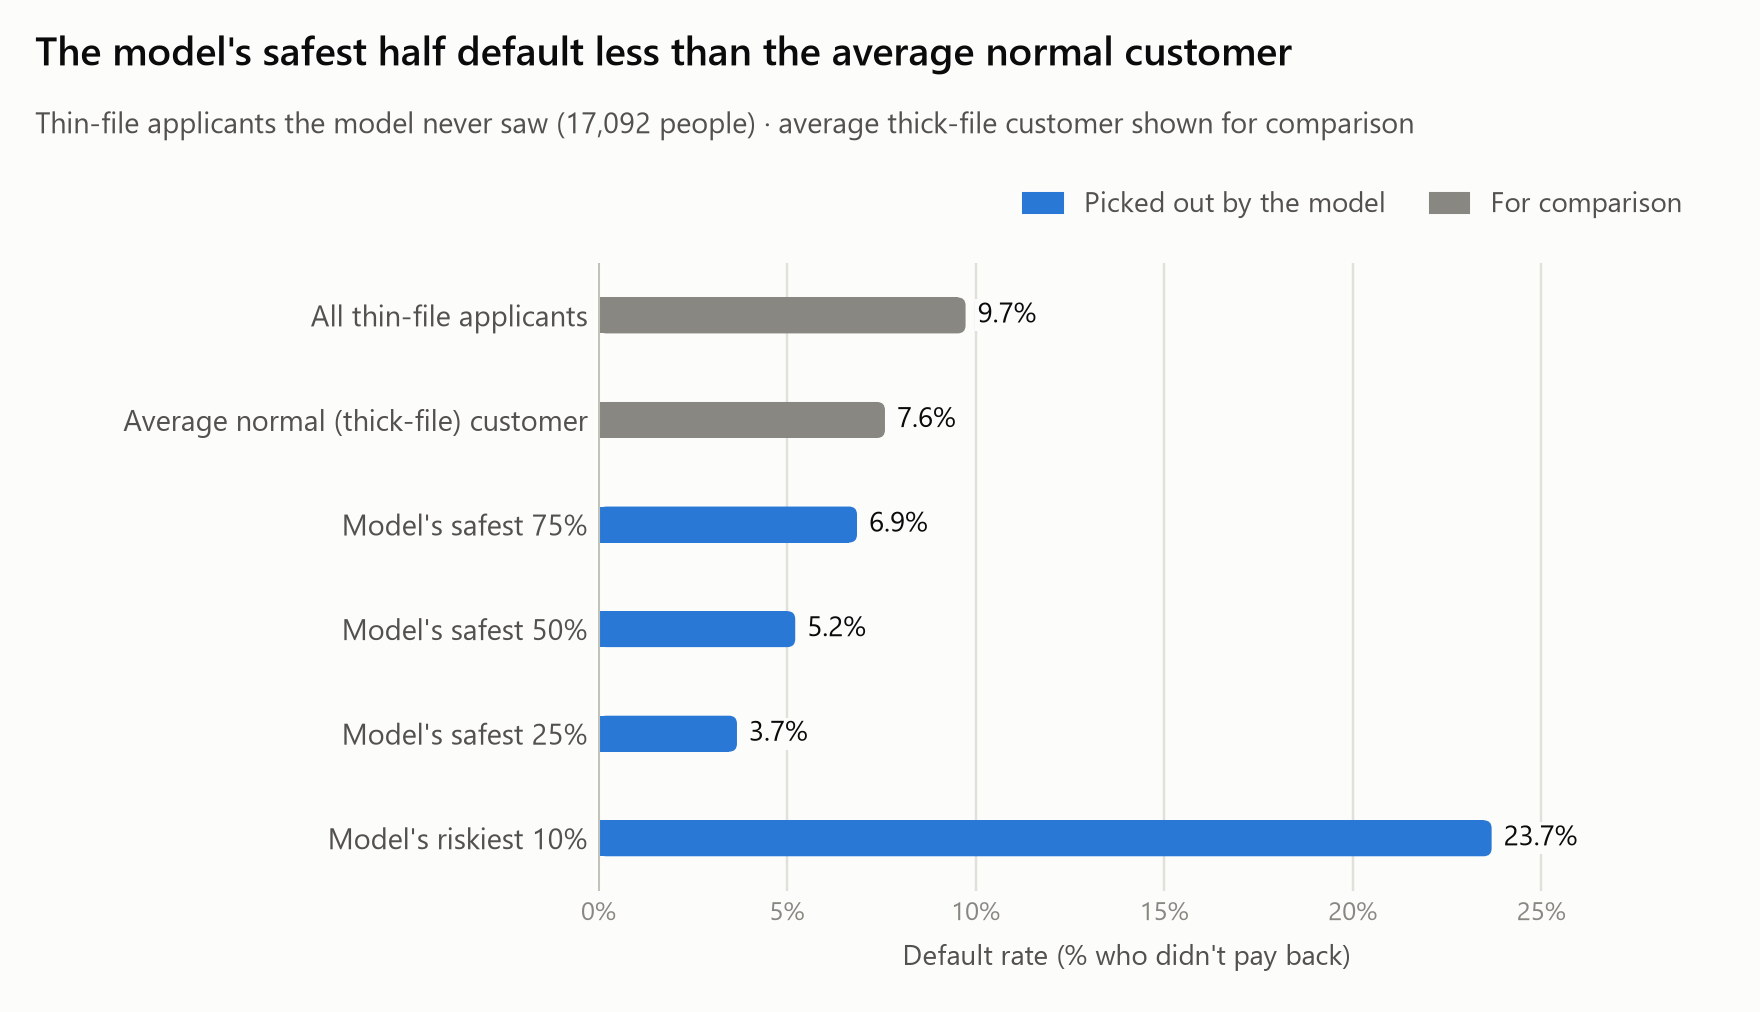 The model's safest half default less than the average normal customer
Thin-file applicants the model never saw (17,092 people) · average thick-file customer shown for comparison
Picked out by the model
For comparison
All thin-file applicants
9.7%
Average normal (thick-file) customer
7.6%
Model's safest 75%
6.9%
Model's safest 50%
5.2%
Model's safest 25%
3.7%
Model's riskiest 10%
23.7%
0%
5%
10%
15%
20%
25%
Default rate (% who didn't pay back)